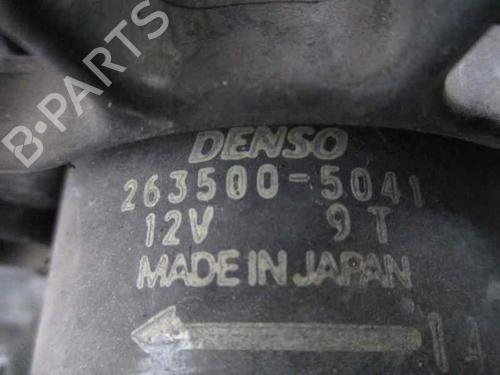 B-PARTS
DENSO
263500-5041
12V 9T
MADE IN JAPAN